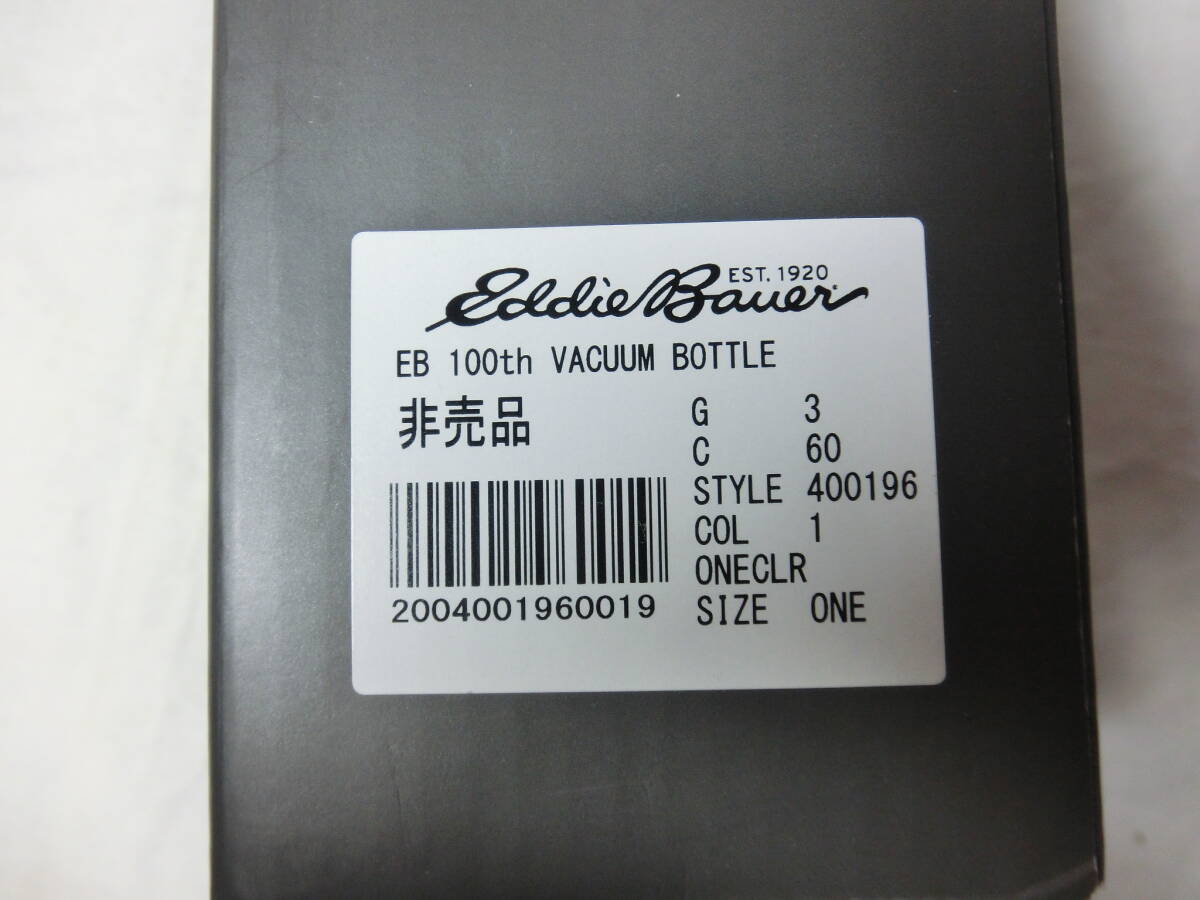 EST. 1920
Eddie Bauer
EB 100th VACUUM BOTTLE
非売品
G 3
C 60
STYLE 400196
COL 1
ONECLR
SIZE ONE
2004001960019